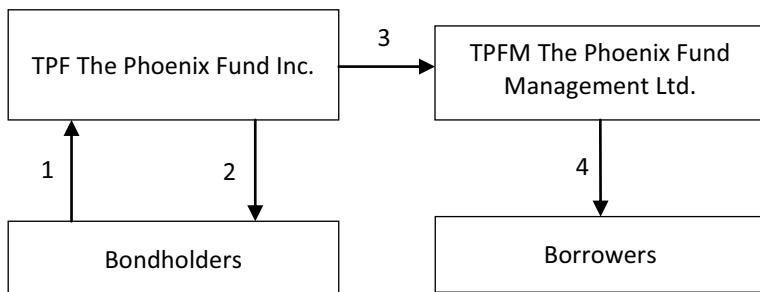 TPF The Phoenix Fund Inc.
3
TPFM The Phoenix Fund
Management Ltd.
1
2
4
Bondholders
Borrowers